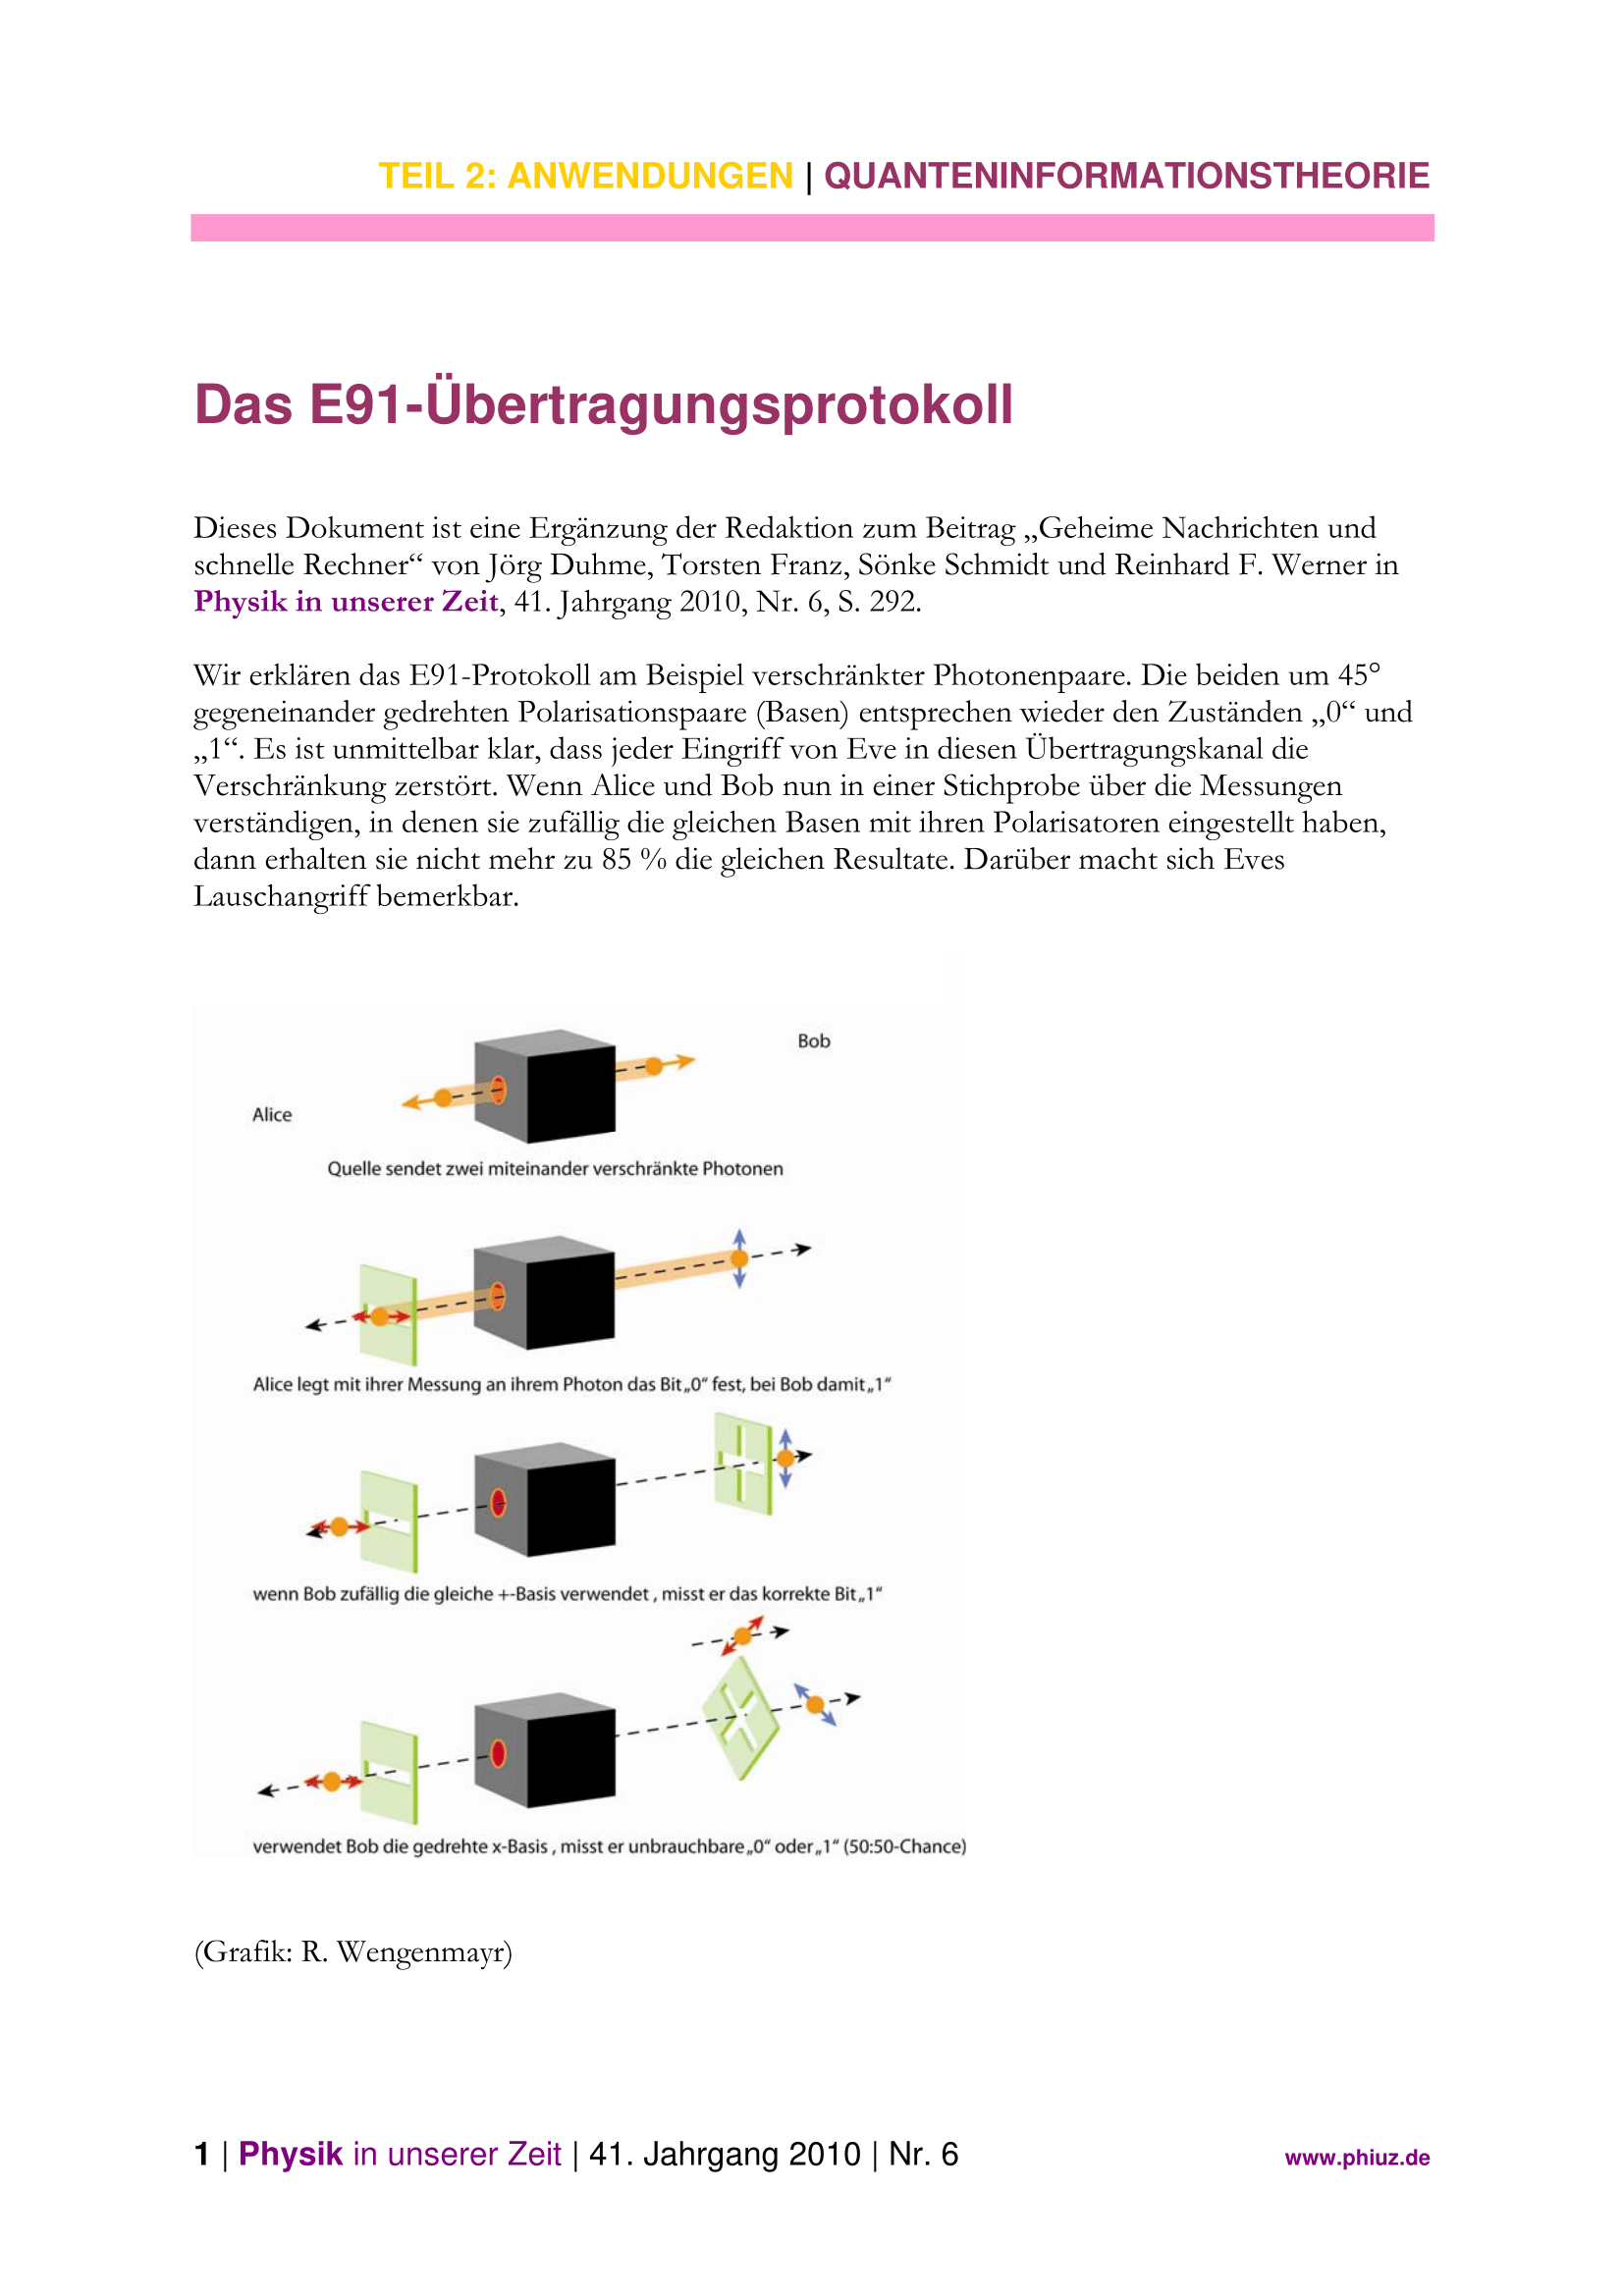 TEIL 2: ANWENDUNGEN | QUANTENINFORMATIONSTHEORIE
Das E91-Übertragungsprotokoll
Dieses Dokument ist eine Ergänzung der Redaktion zum Beitrag „Geheime Nachrichten und
schnelle Rechner“ von Jörg Duhme, Torsten Franz, Sönke Schmidt und Reinhard F. Werner in
Physik in unserer Zeit, 41. Jahrgang 2010, Nr. 6, S. 292.
Wir erklären das E91-Protokoll am Beispiel verschränkter Photonenpaare. Die beiden um 45°
gegeneinander gedrehten Polarisationspaare (Basen) entsprechen wieder den Zuständen „0“ und
„1“. Es ist unmittelbar klar, dass jeder Eingriff von Eve in diesen Übertragungskanal die
Verschränkung zerstört. Wenn Alice und Bob nun in einer Stichprobe über die Messungen
verständigen, in denen sie zufällig die gleichen Basen mit ihren Polarisatoren eingestellt haben,
dann erhalten sie nicht mehr zu 85 % die gleichen Resultate. Darüber macht sich Eves
Lauschangriff bemerkbar.
Bob
Alice
Quelle sendet zwei miteinander verschränkte Photonen
Alice legt mit ihrer Messung an ihrem Photon das Bit „0“ fest, bei Bob damit „1“
wenn Bob zufällig die gleiche +-Basis verwendet , misst er das korrekte Bit „1“
verwendet Bob die gedrehte x-Basis , misst er unbrauchbare „0“ oder „1“ (50:50-Chance)
(Grafik: R. Wengenmayr)
1 | Physik in unserer Zeit | 41. Jahrgang 2010 | Nr. 6
www.phiuz.de